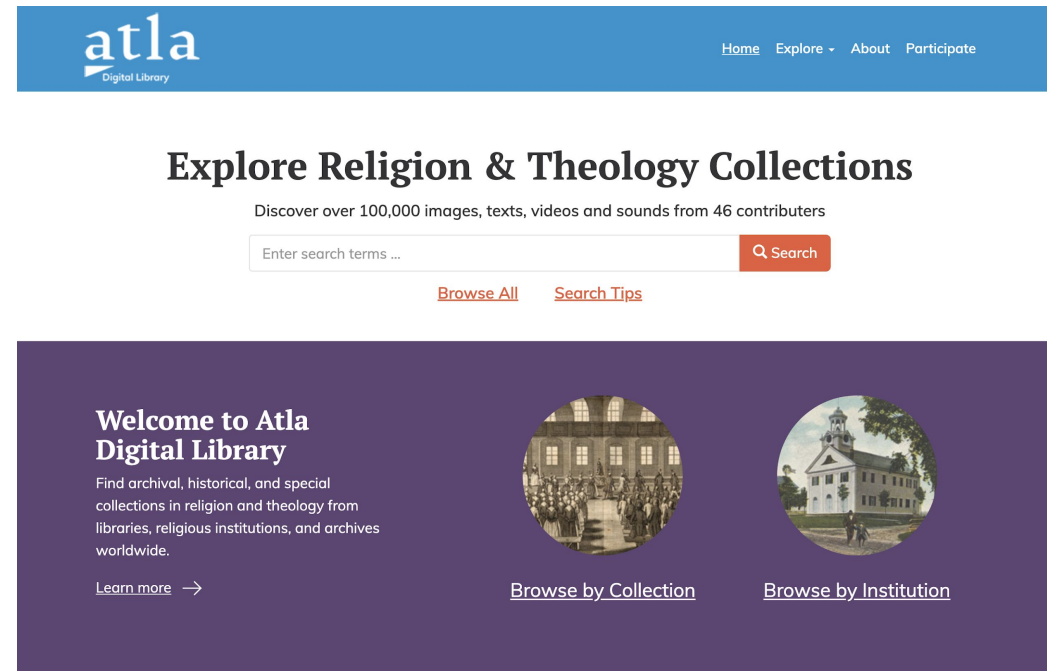 atla
Digital Library
Home Explore About Participate
Explore Religion & Theology Collections
Discover over 100,000 images, texts, videos and sounds from 46 contributers
Enter search terms ...
Search
Browse All Search Tips
Welcome to Atla
Digital Library
Find archival, historical, and special
collections in religion and theology from
libraries, religious institutions, and archives
worldwide.
Learn more →
Browse by Collection Browse by Institution